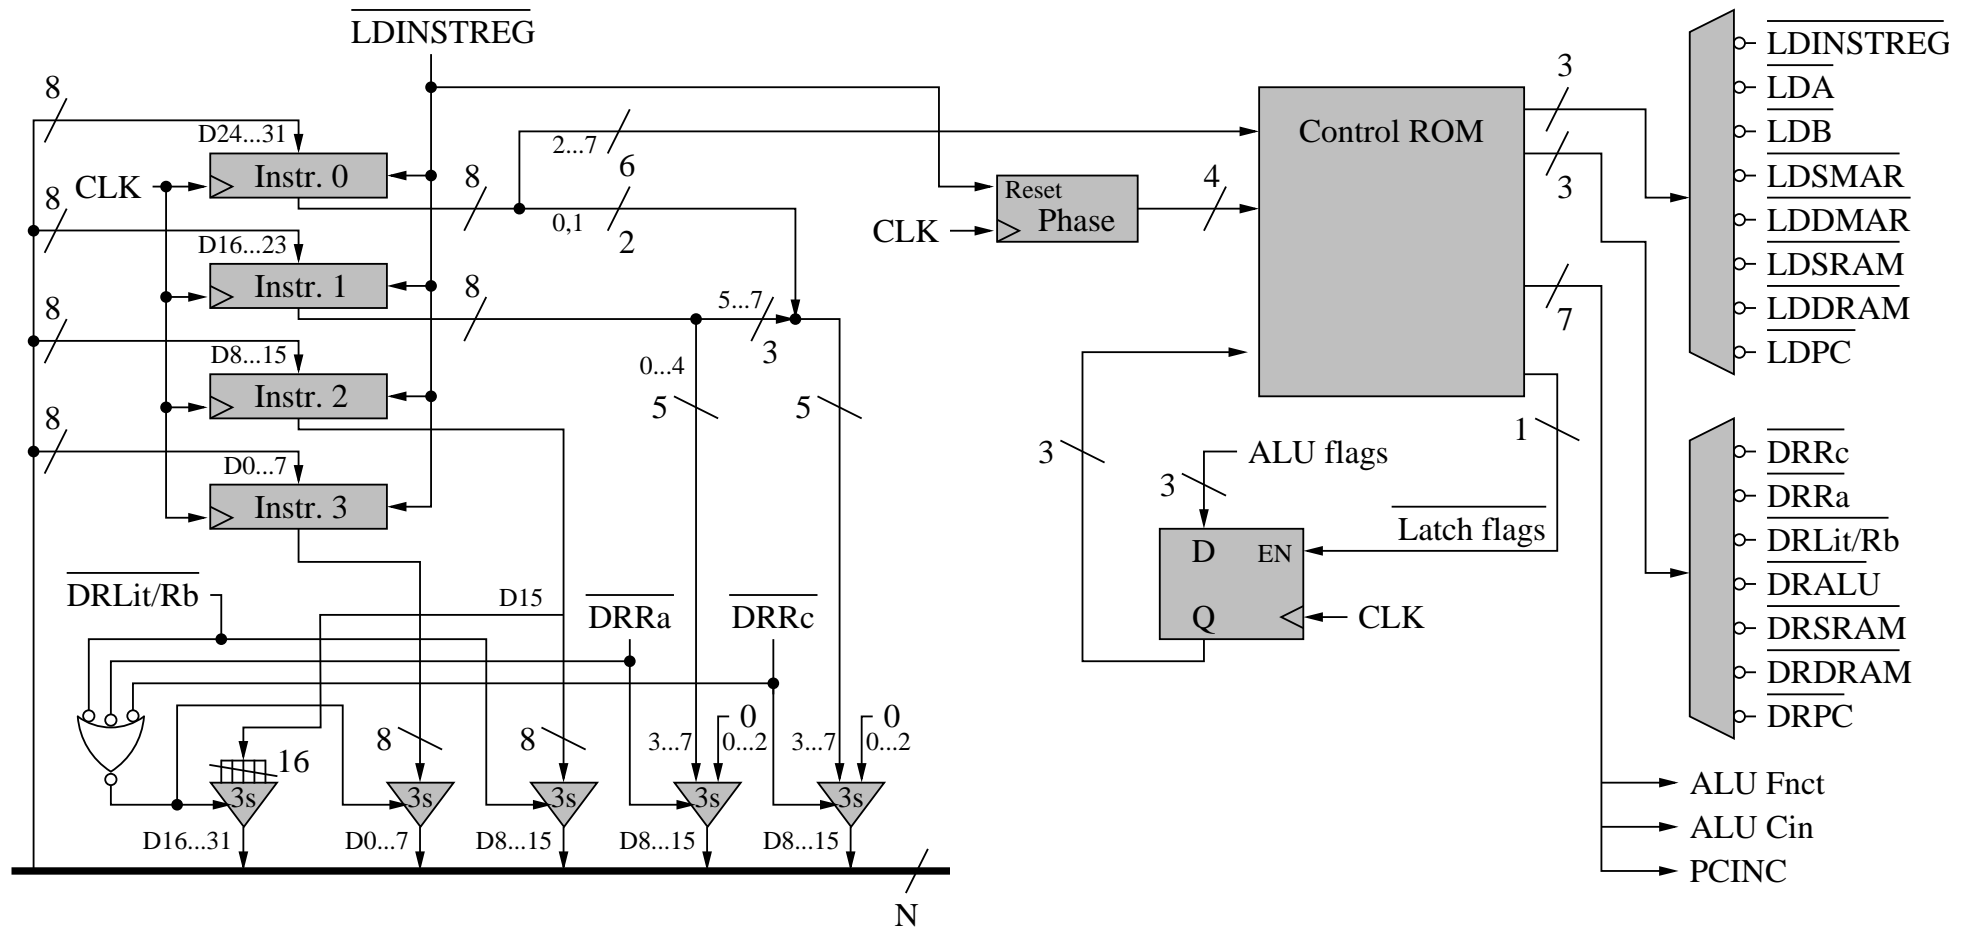 LDINSTREG
8
D24...31
Instr. 0
CLK
8
D16...23
Instr. 1
8
D8...15
Instr. 2
8
D0...7
Instr. 3
8
2...7
6
0,1
2
8
5...7
3
0...4
5
5
CLK
Reset
Phase
4
Control ROM
3
3
7
1
3
ALU flags
3
D
EN
Q
Latch flags
CLK
DRLit/Rb
D15
DRRa
DRRc
16
8
8
3...7
0
0...2
3...7
0
0...2
3s
3s
3s
3s
3s
D16...31
D0...7
D8...15
D8...15
D8...15
N
LDINSTREG
LDA
LDB
LDSMAR
LDDMAR
LDSRAM
LDDRAM
LDPC
DRRc
DRRa
DRLit/Rb
DRALU
DRSRAM
DRDRAM
DRPC
ALU Fnct
ALU Cin
PCINC